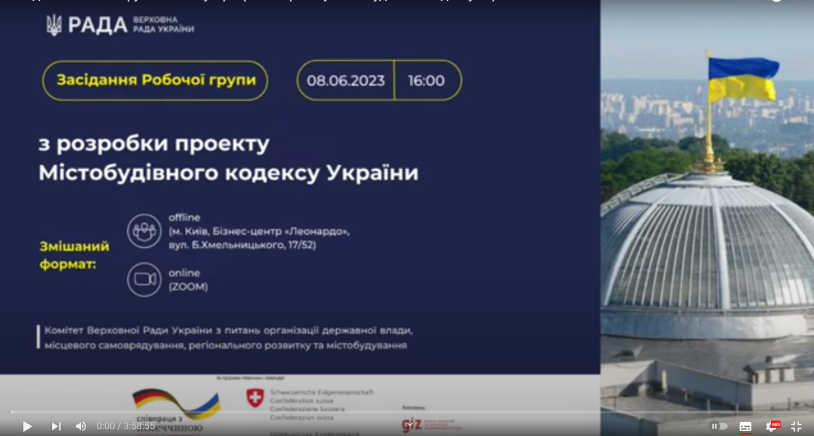 РАДА ВЕРХОВНА
РАДА УКРАЇНИ
Засідання Робочої групи
08.06.2023 16:00
з розробки проекту
Містобудівного кодексу України
Змішаний
формат:
offline
(м. Київ, Бізнес-центр «Леонардо»,
вул. Б.Хмельницького, 17/52)
online
(ZOOM)
Комітет Верховної Ради України з питань організації державної влади,
місцевого самоврядування, регіонального розвитку та містобудування
співпраця з
Schweizerische Eidgenossenschaft
Confédération suisse
Confederazione Svizzera
Confederaziun svizra
giz
0:00 / 3:58:55
HD